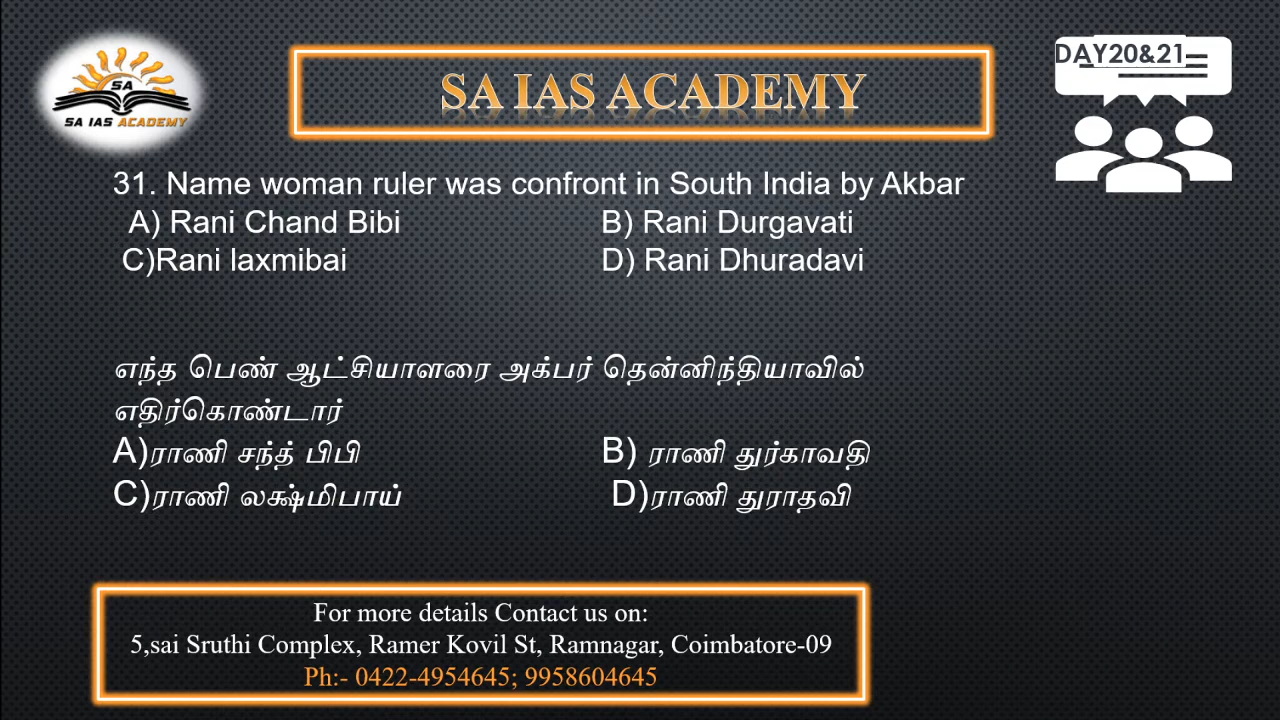 SA
SA IAS ACADEMY
SA IAS ACADEMY
DAY20&21
31. Name woman ruler was confront in South India by Akbar
A) Rani Chand Bibi B) Rani Durgavati
C)Rani laxmibai D) Rani Dhuradavi
எந்த பெண் ஆட்சியாளரை அக்பர் தென்னிந்தியாவில்
எதிர்கொண்டார்
A)ராணி சந்த் பிபி B) ராணி துர்காவதி
C)ராணி லக்ஷ்மிபாய் D)ராணி துராதவி
For more details Contact us on:
5,sai Sruthi Complex, Ramer Kovil St, Ramnagar, Coimbatore-09
Ph:- 0422-4954645; 9958604645